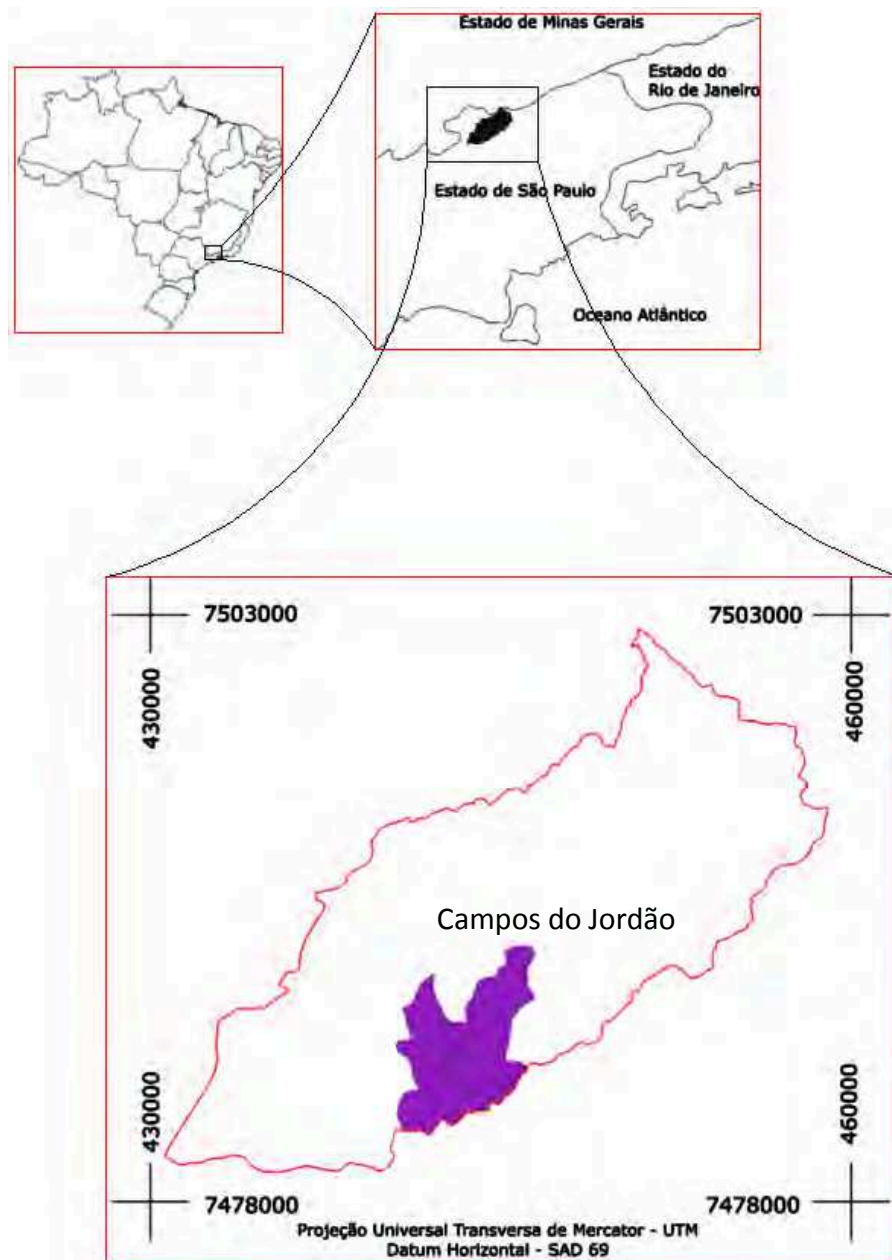 Estado de Minas Gerais
Estado do
Rio de Janeiro
Estado de São Paulo
Oceano Atlântico
7503000
7503000
430000
460000
Campos do Jordão
430000
460000
7478000
7478000
Projeção Universal Transversa de Mercator - UTM
Datum Horizontal - SAD 69